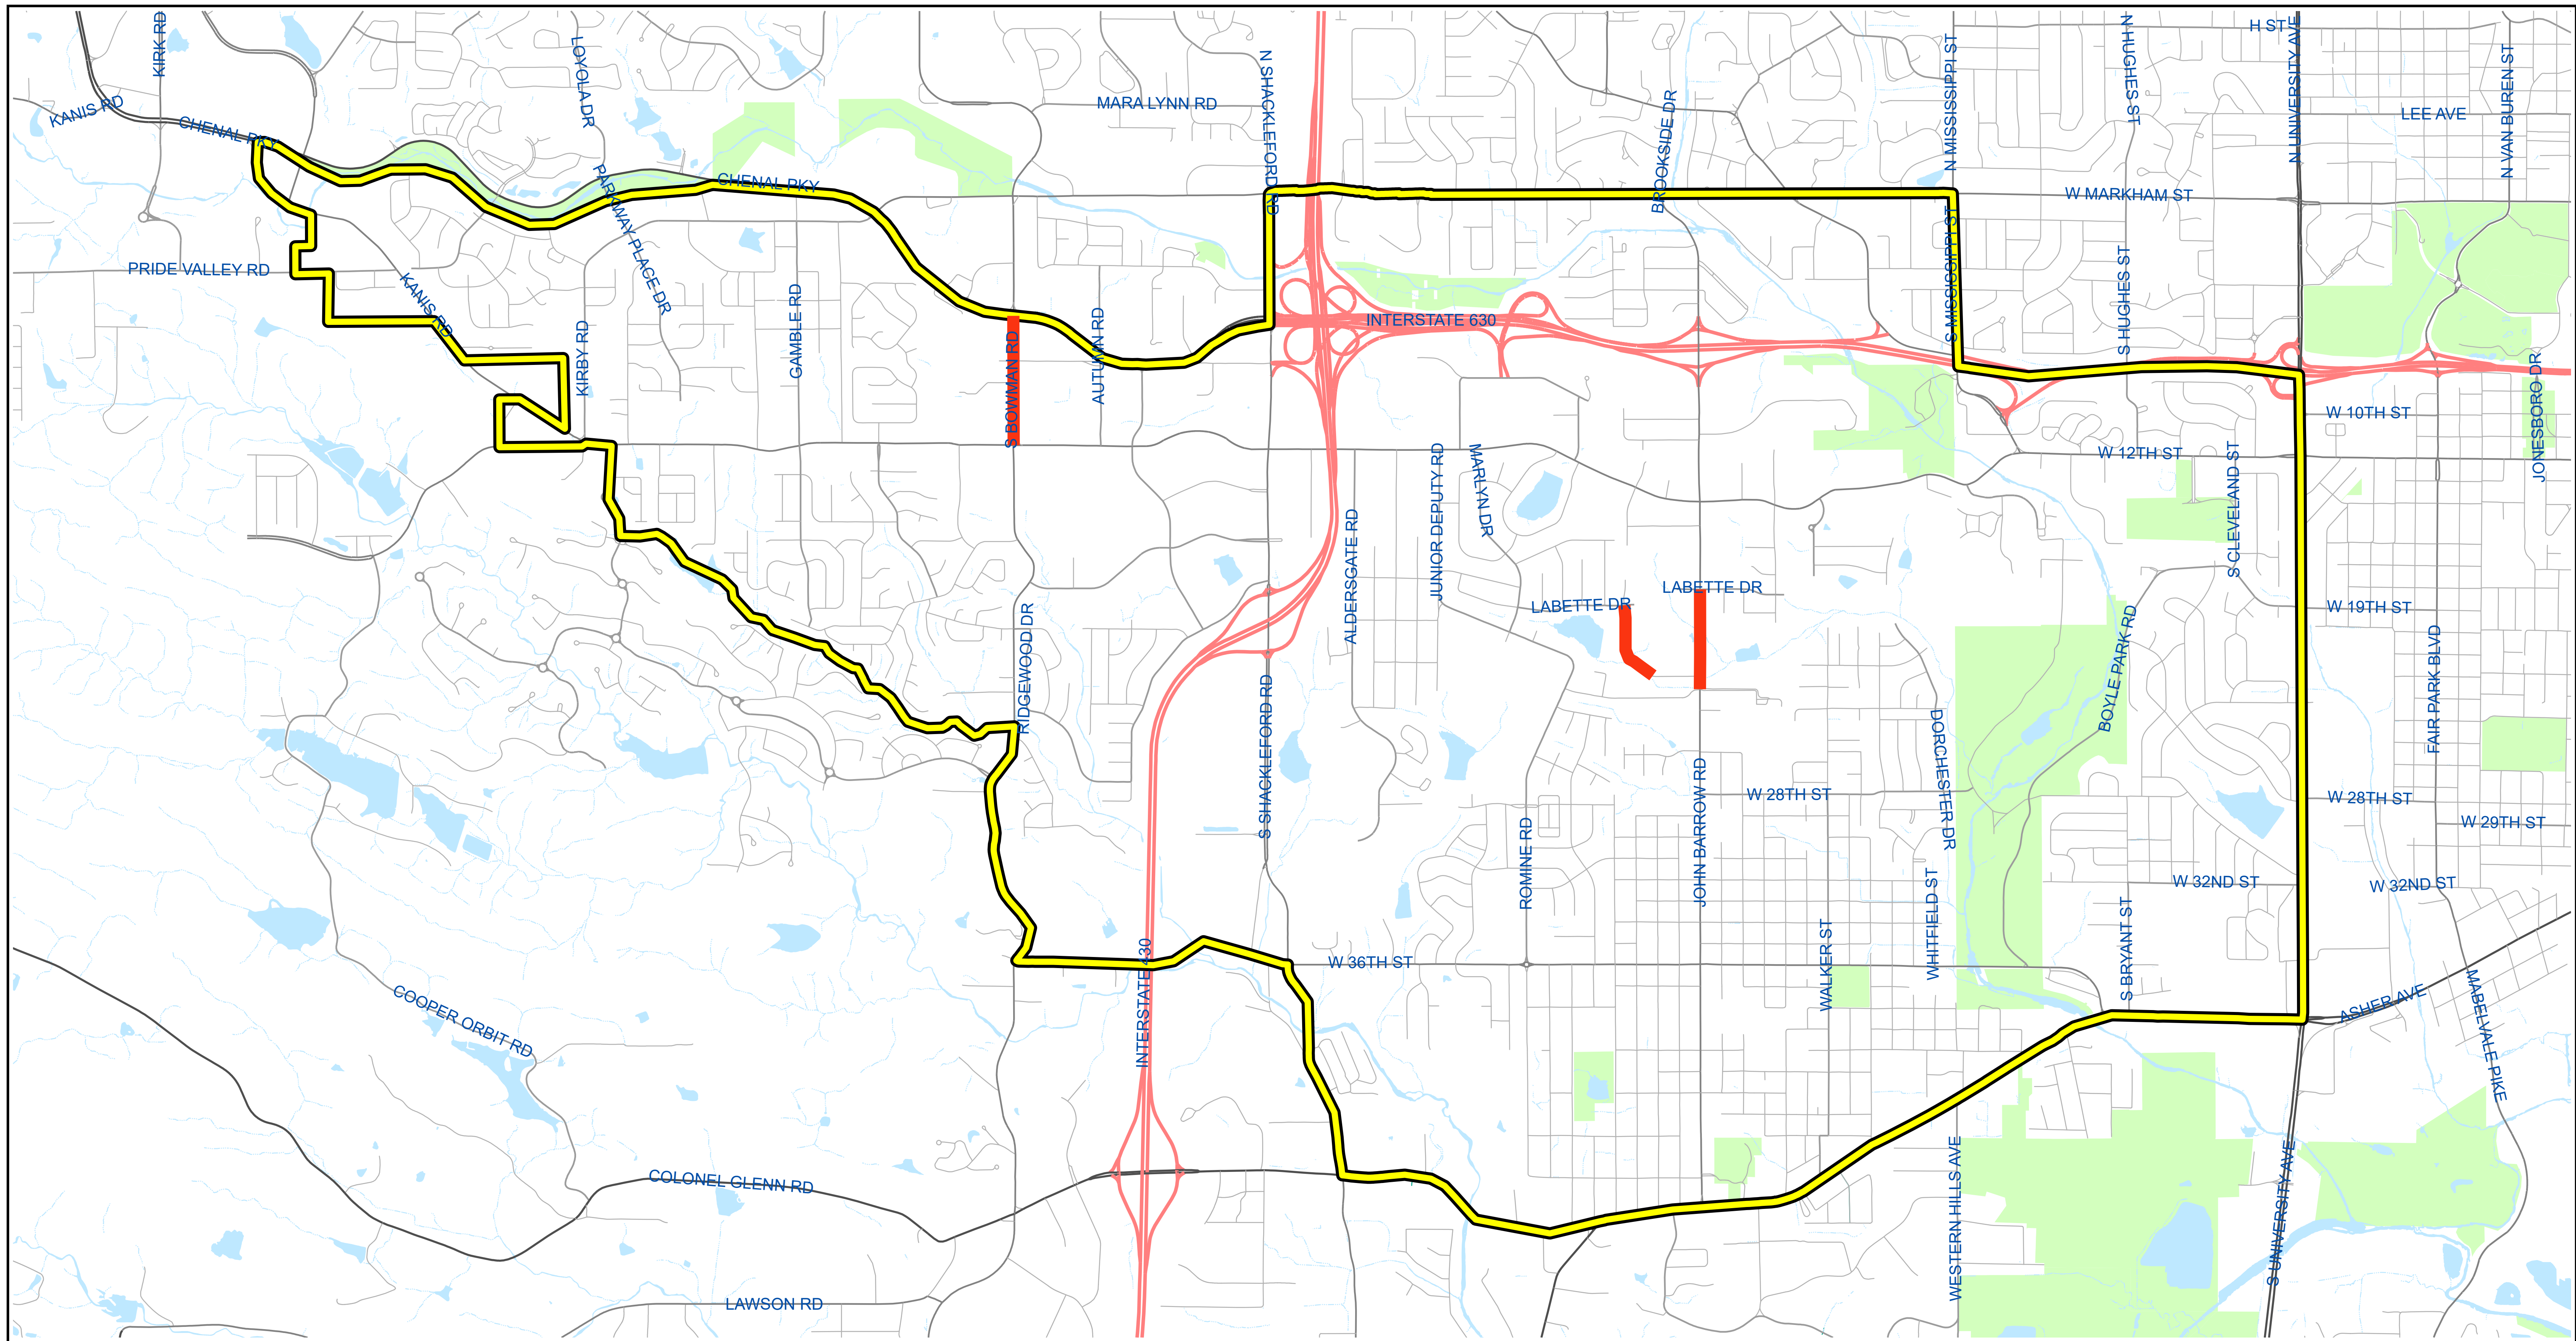 KIRK RD
LOYOLA DR
N SHACKLEFORD RD
N MISSISSIPPI ST
N HUGHES ST
H ST
N UNIVERSITY AVE
N VAN BUREN ST
KANIS RD
CHENAL PKY
MARA LYNN RD
BROOKSIDE DR
LEE AVE
CHENAL PKY
PARKWAY PLACE DR
W MARKHAM ST
S MISSISSIPPI ST
PRIDE VALLEY RD
KANIS RD
GAMBLE RD
KIRBY RD
S BOWMAN RD
AUTUMN RD
INTERSTATE 630
S HUGHES ST
JONESBORO DR
W 10TH ST
W 12TH ST
S CLEVELAND ST
JUNIOR DEPUTY RD
MARLYN DR
ALDERSGATE RD
LABETTE DR
LABETTE DR
W 19TH ST
RIDGEWOOD DR
BOYLE PARK RD
FAIR PARK BLVD
S SHACKLEFORD RD
DORCHESTER DR
JOHN BARROW RD
W 28TH ST
W 28TH ST
W 29TH ST
ROMINE RD
W 32ND ST
W 32ND ST
WHITFIELD ST
S BRYANT ST
WALKER ST
W 36TH ST
INTERSTATE 430
COOPER ORBIT RD
ASHER AVE
MABELVALE PIKE
COLONEL GLENN RD
WESTERN HILLS AVE
S UNIVERSITY AVE
LAWSON RD